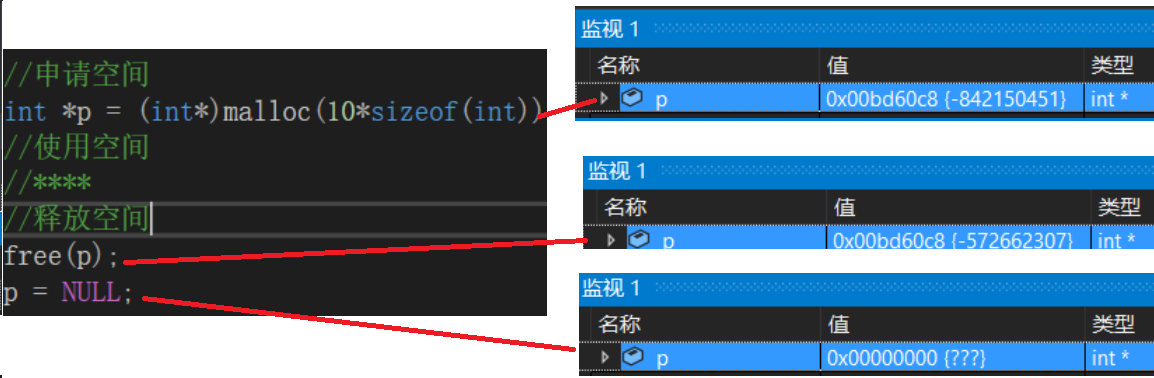 //申请空间
int *p = (int*)malloc(10*sizeof(int))
//使用空间
//****
//释放空间
free(p);
p = NULL;
监视 1
名称 值 类型
p 0x00bd60c8 {-842150451} int *
监视 1
名称 值 类型
p 0x00bd60c8 {-572662307} int *
监视 1
名称 值 类型
p 0x00000000 {???} int *